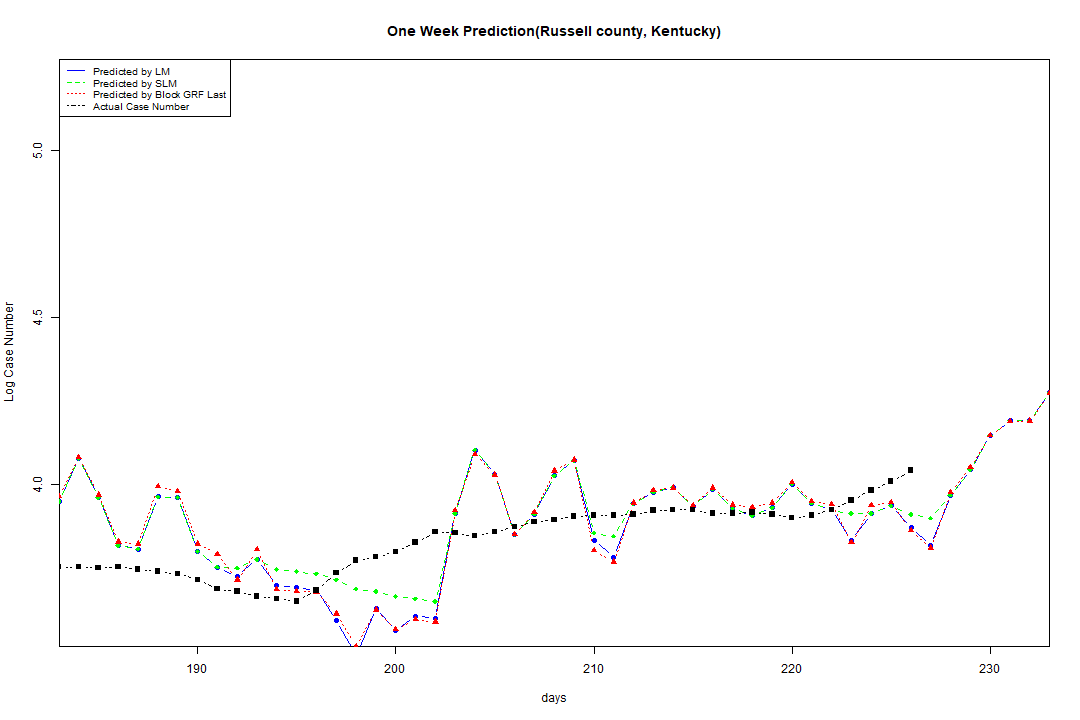 One Week Prediction(Russell county, Kentucky)
Predicted by LM
Predicted by SLM
Predicted by Block GRF Last
Actual Case Number
5.0
4.5
4.0
Log Case Number
190 200 210 220 230
days